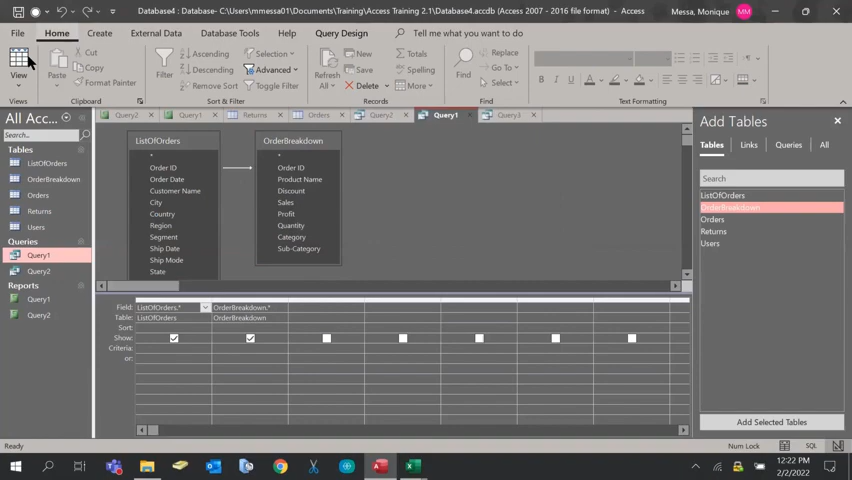 Database4 : Database- C:\Users\mmessa01\Documents\Training\Access Training 2.1\Database4.accdb (Access 2007 - 2016 file format) - Access
Messa, Monique
MM
File
Home
Create
External Data
Database Tools
Help
Query Design
Tell me what you want to do
View
Paste
Cut
Copy
Format Painter
Filter
Ascending
Descending
Remove Sort
Selection
Advanced
Toggle Filter
Refresh All
New
Save
Delete
Totals
Spelling
More
Find
Replace
Go To
Select
B
I
U
A
Views
Clipboard
Sort & Filter
Records
Find
Text Formatting
All Acce...
Search...
Tables
ListOfOrders
OrderBreakdown
Orders
Returns
Users
Queries
Query1
Query2
Reports
Query1
Query2
Query2
Query1
Returns
Orders
Query2
Query1
Query3
ListOfOrders
*
Order ID
Order Date
Customer Name
City
Country
Region
Segment
Ship Date
Ship Mode
State
OrderBreakdown
*
Order ID
Product Name
Discount
Sales
Profit
Quantity
Category
Sub-Category
Field: ListOfOrders.* OrderBreakdown.*
Table: ListOfOrders OrderBreakdown
Sort:
Show:
Criteria:
or:
Add Tables
Tables
Links
Queries
All
Search
ListOfOrders
OrderBreakdown
Orders
Returns
Users
Add Selected Tables
Ready
Num Lock
SQL
12:22 PM
2/2/2022